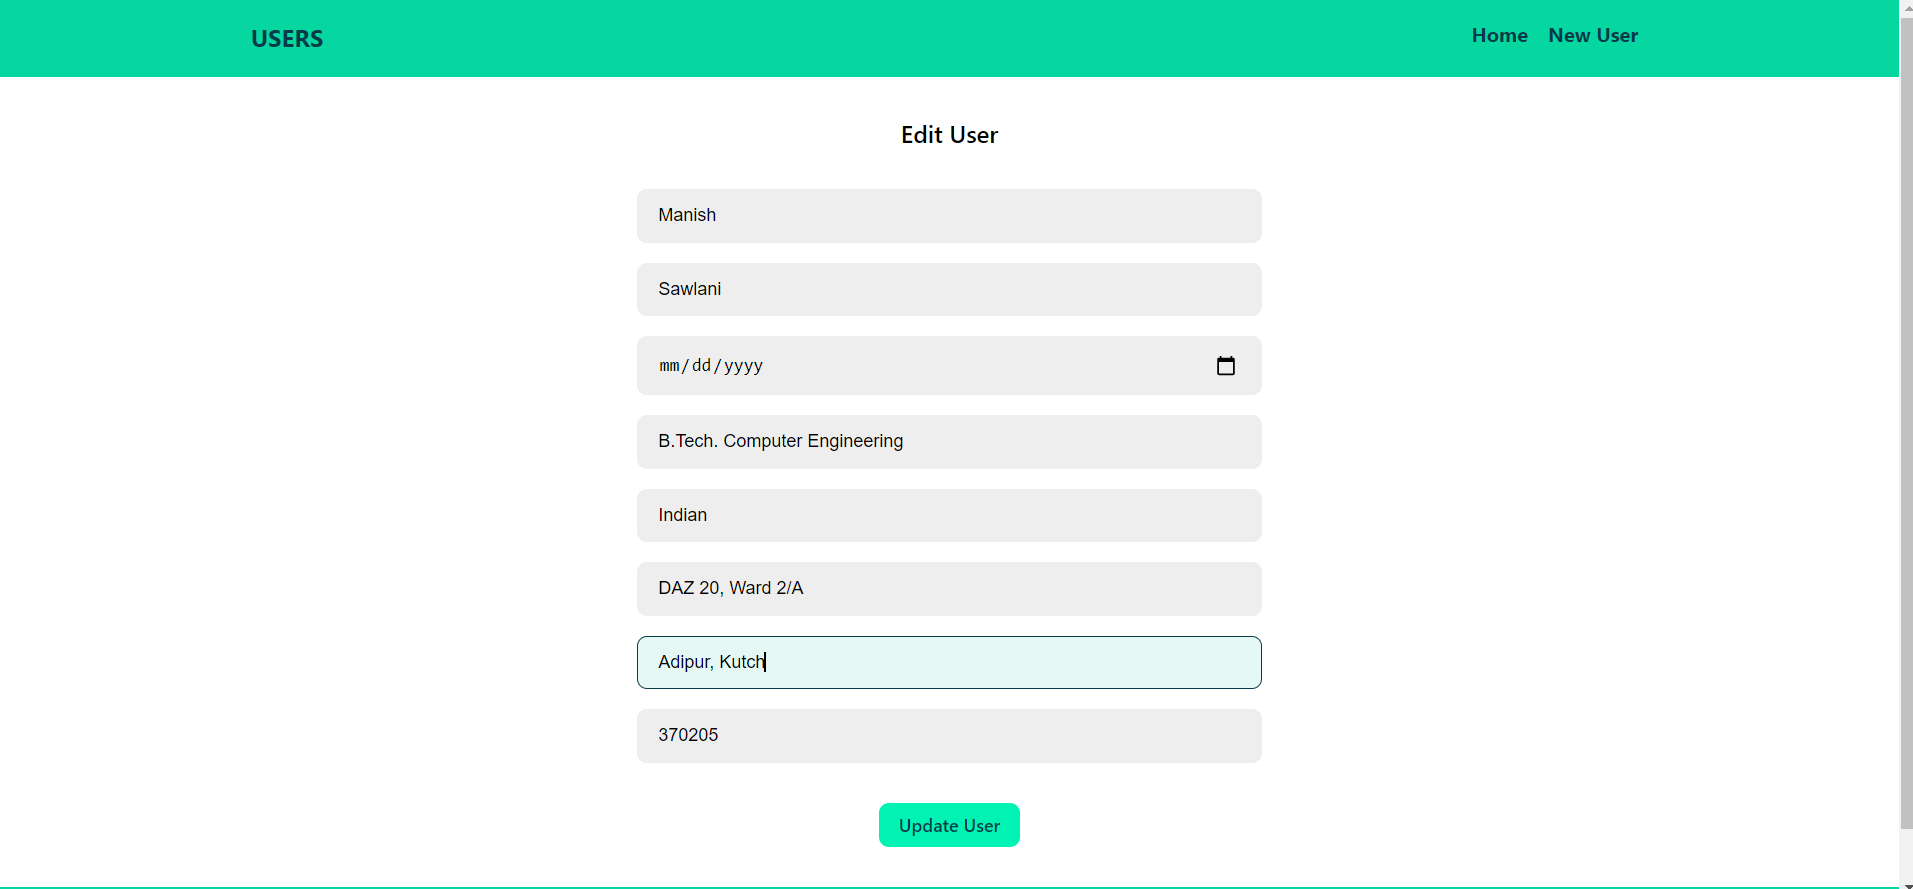 USERS
Home New User
Edit User
Manish
Sawlani
mm/dd/yyyy
B.Tech. Computer Engineering
Indian
DAZ 20, Ward 2/A
Adipur, Kutch
370205
Update User